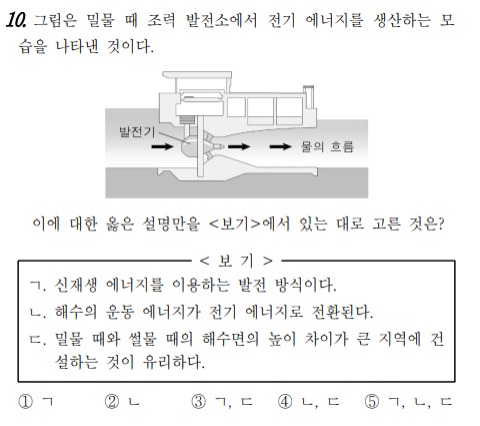 10. 그림은 밀물 때 조력 발전소에서 전기 에너지를 생산하는 모
습을 나타낸 것이다.
발전기
물의 흐름
이에 대한 옳은 설명만을 <보기>에서 있는 대로 고른 것은?
< 보 기 >
ㄱ. 신재생 에너지를 이용하는 발전 방식이다.
ㄴ. 해수의 운동 에너지가 전기 에너지로 전환된다.
ㄷ. 밀물 때와 썰물 때의 해수면의 높이 차이가 큰 지역에 건
설하는 것이 유리하다.
① ㄱ ② ㄴ ③ ㄱ, ㄷ ④ ㄴ, ㄷ ⑤ ㄱ, ㄴ, ㄷ